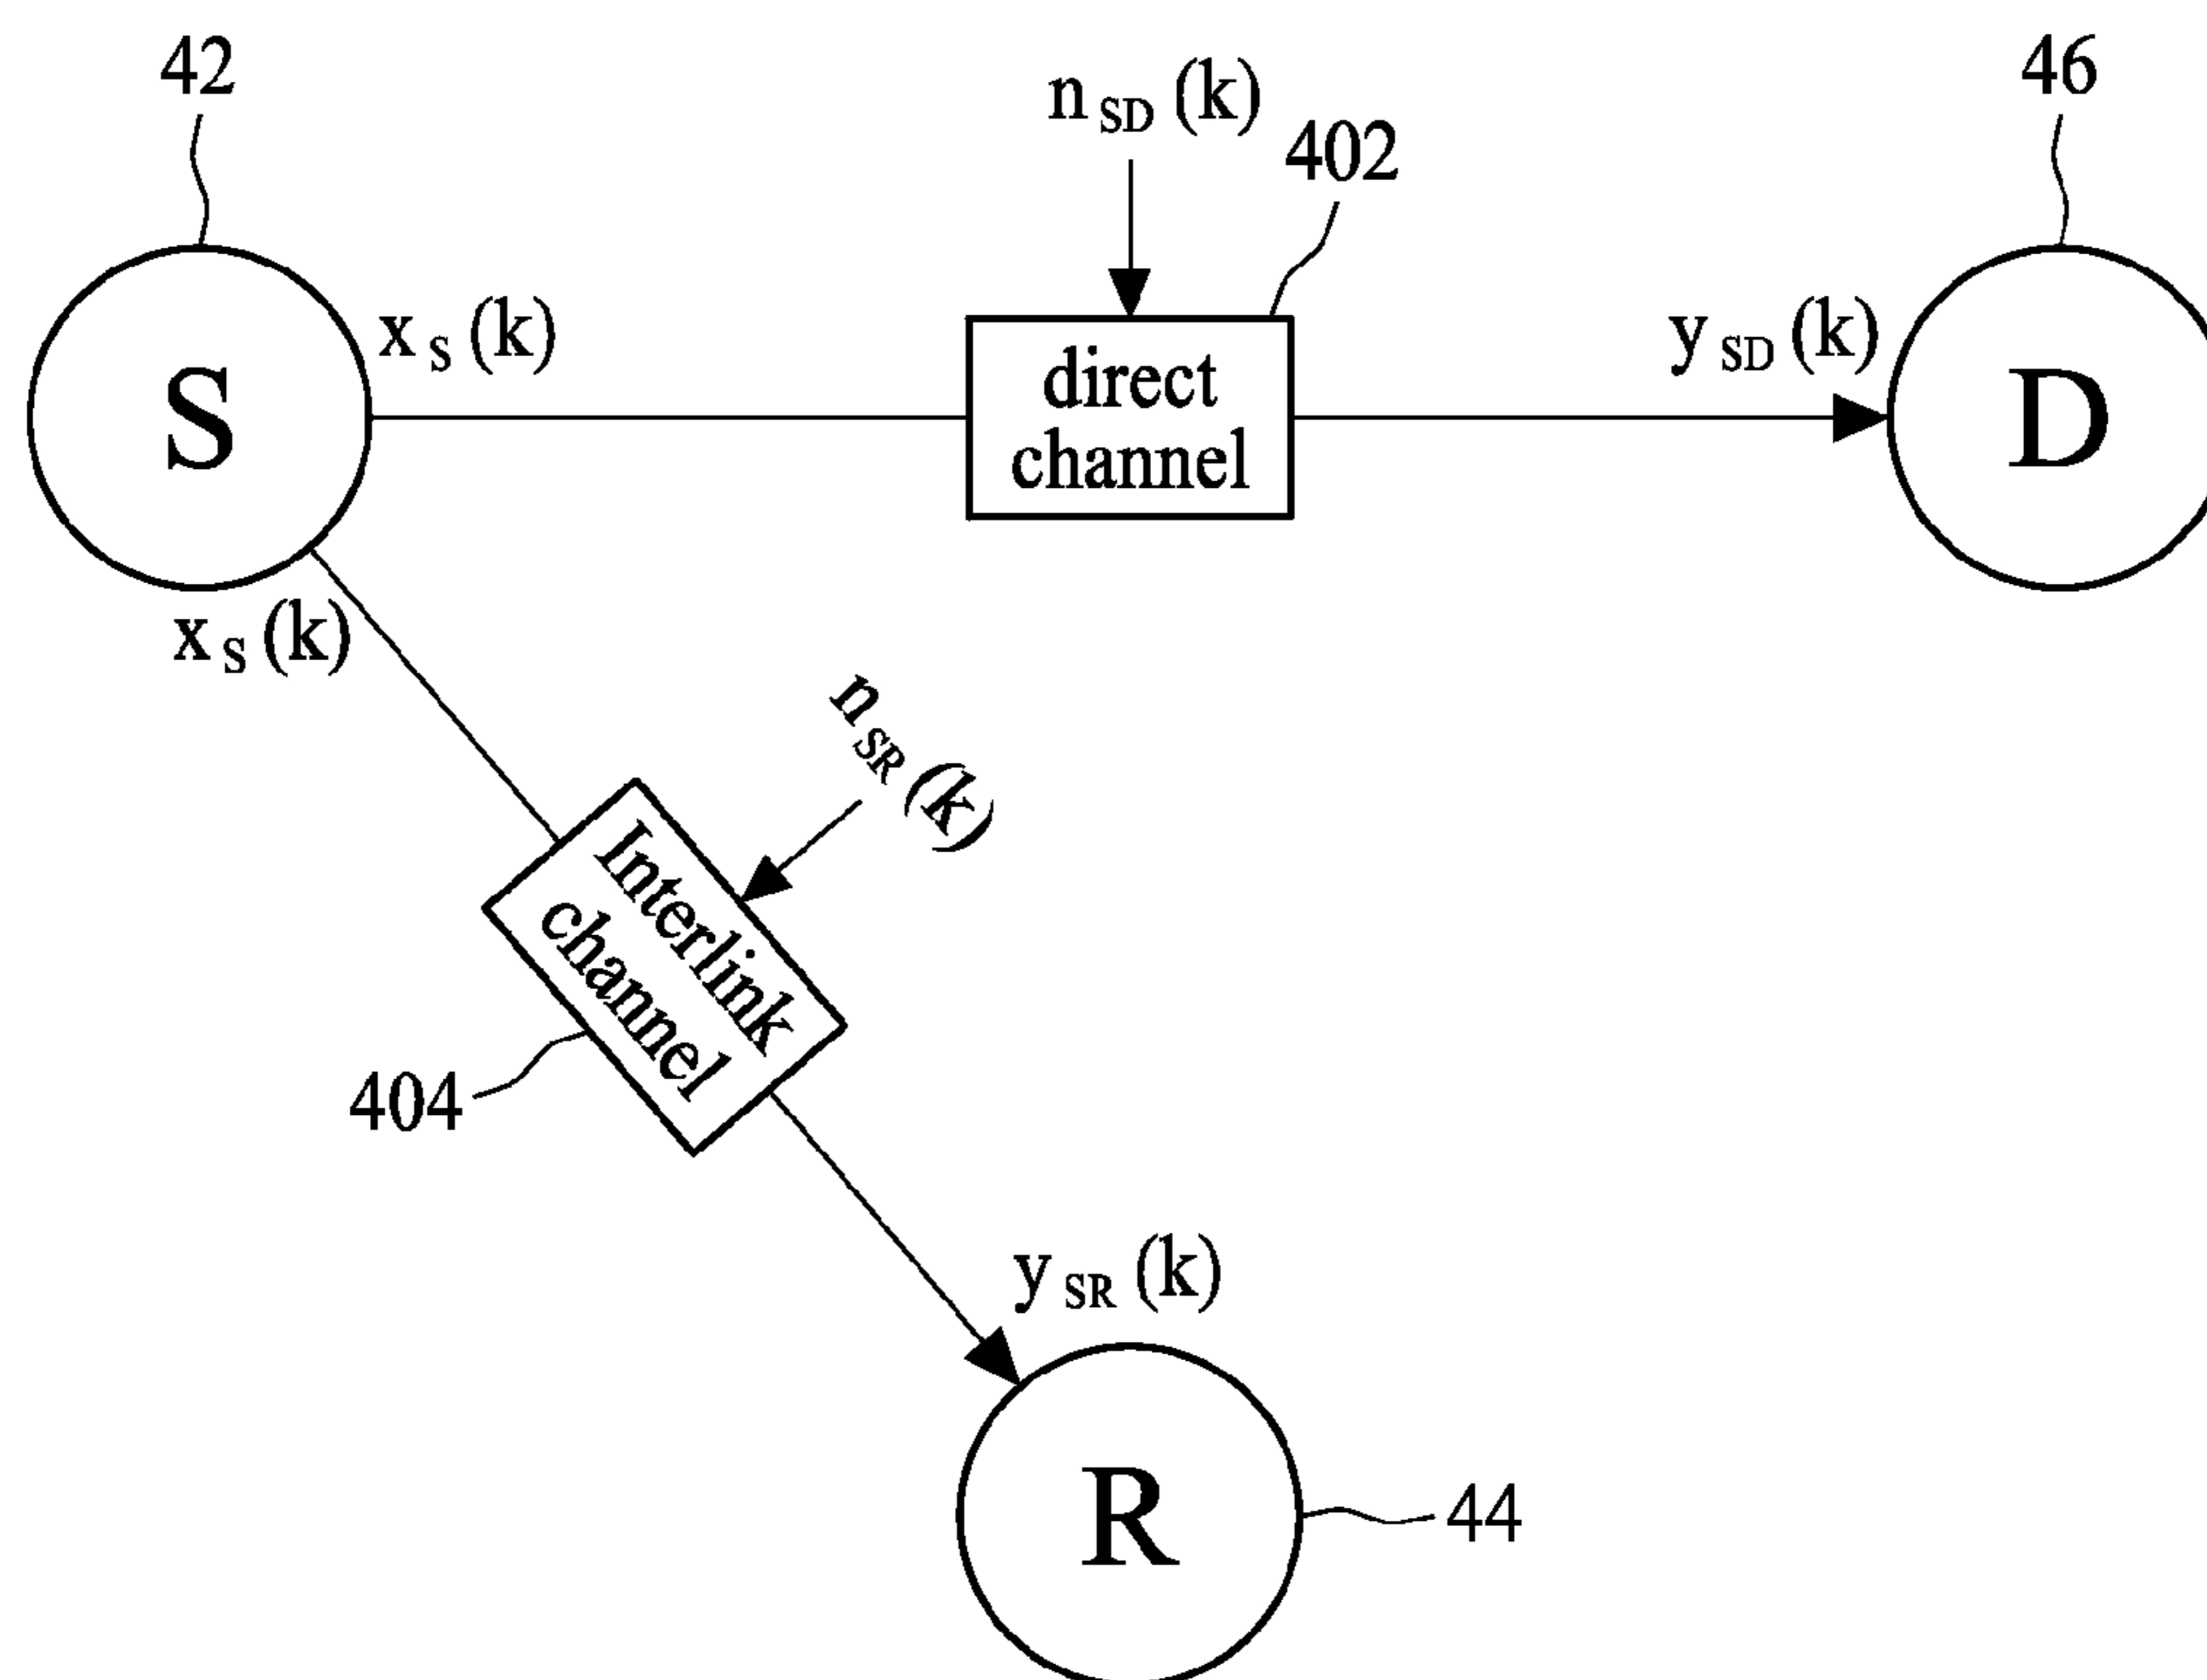 42
46
n SD (k)
402
x S (k)
y SD (k)
S
direct
channel
D
x S (k)
n SR (k)
Interlink
channel
404
y SR (k)
R
44